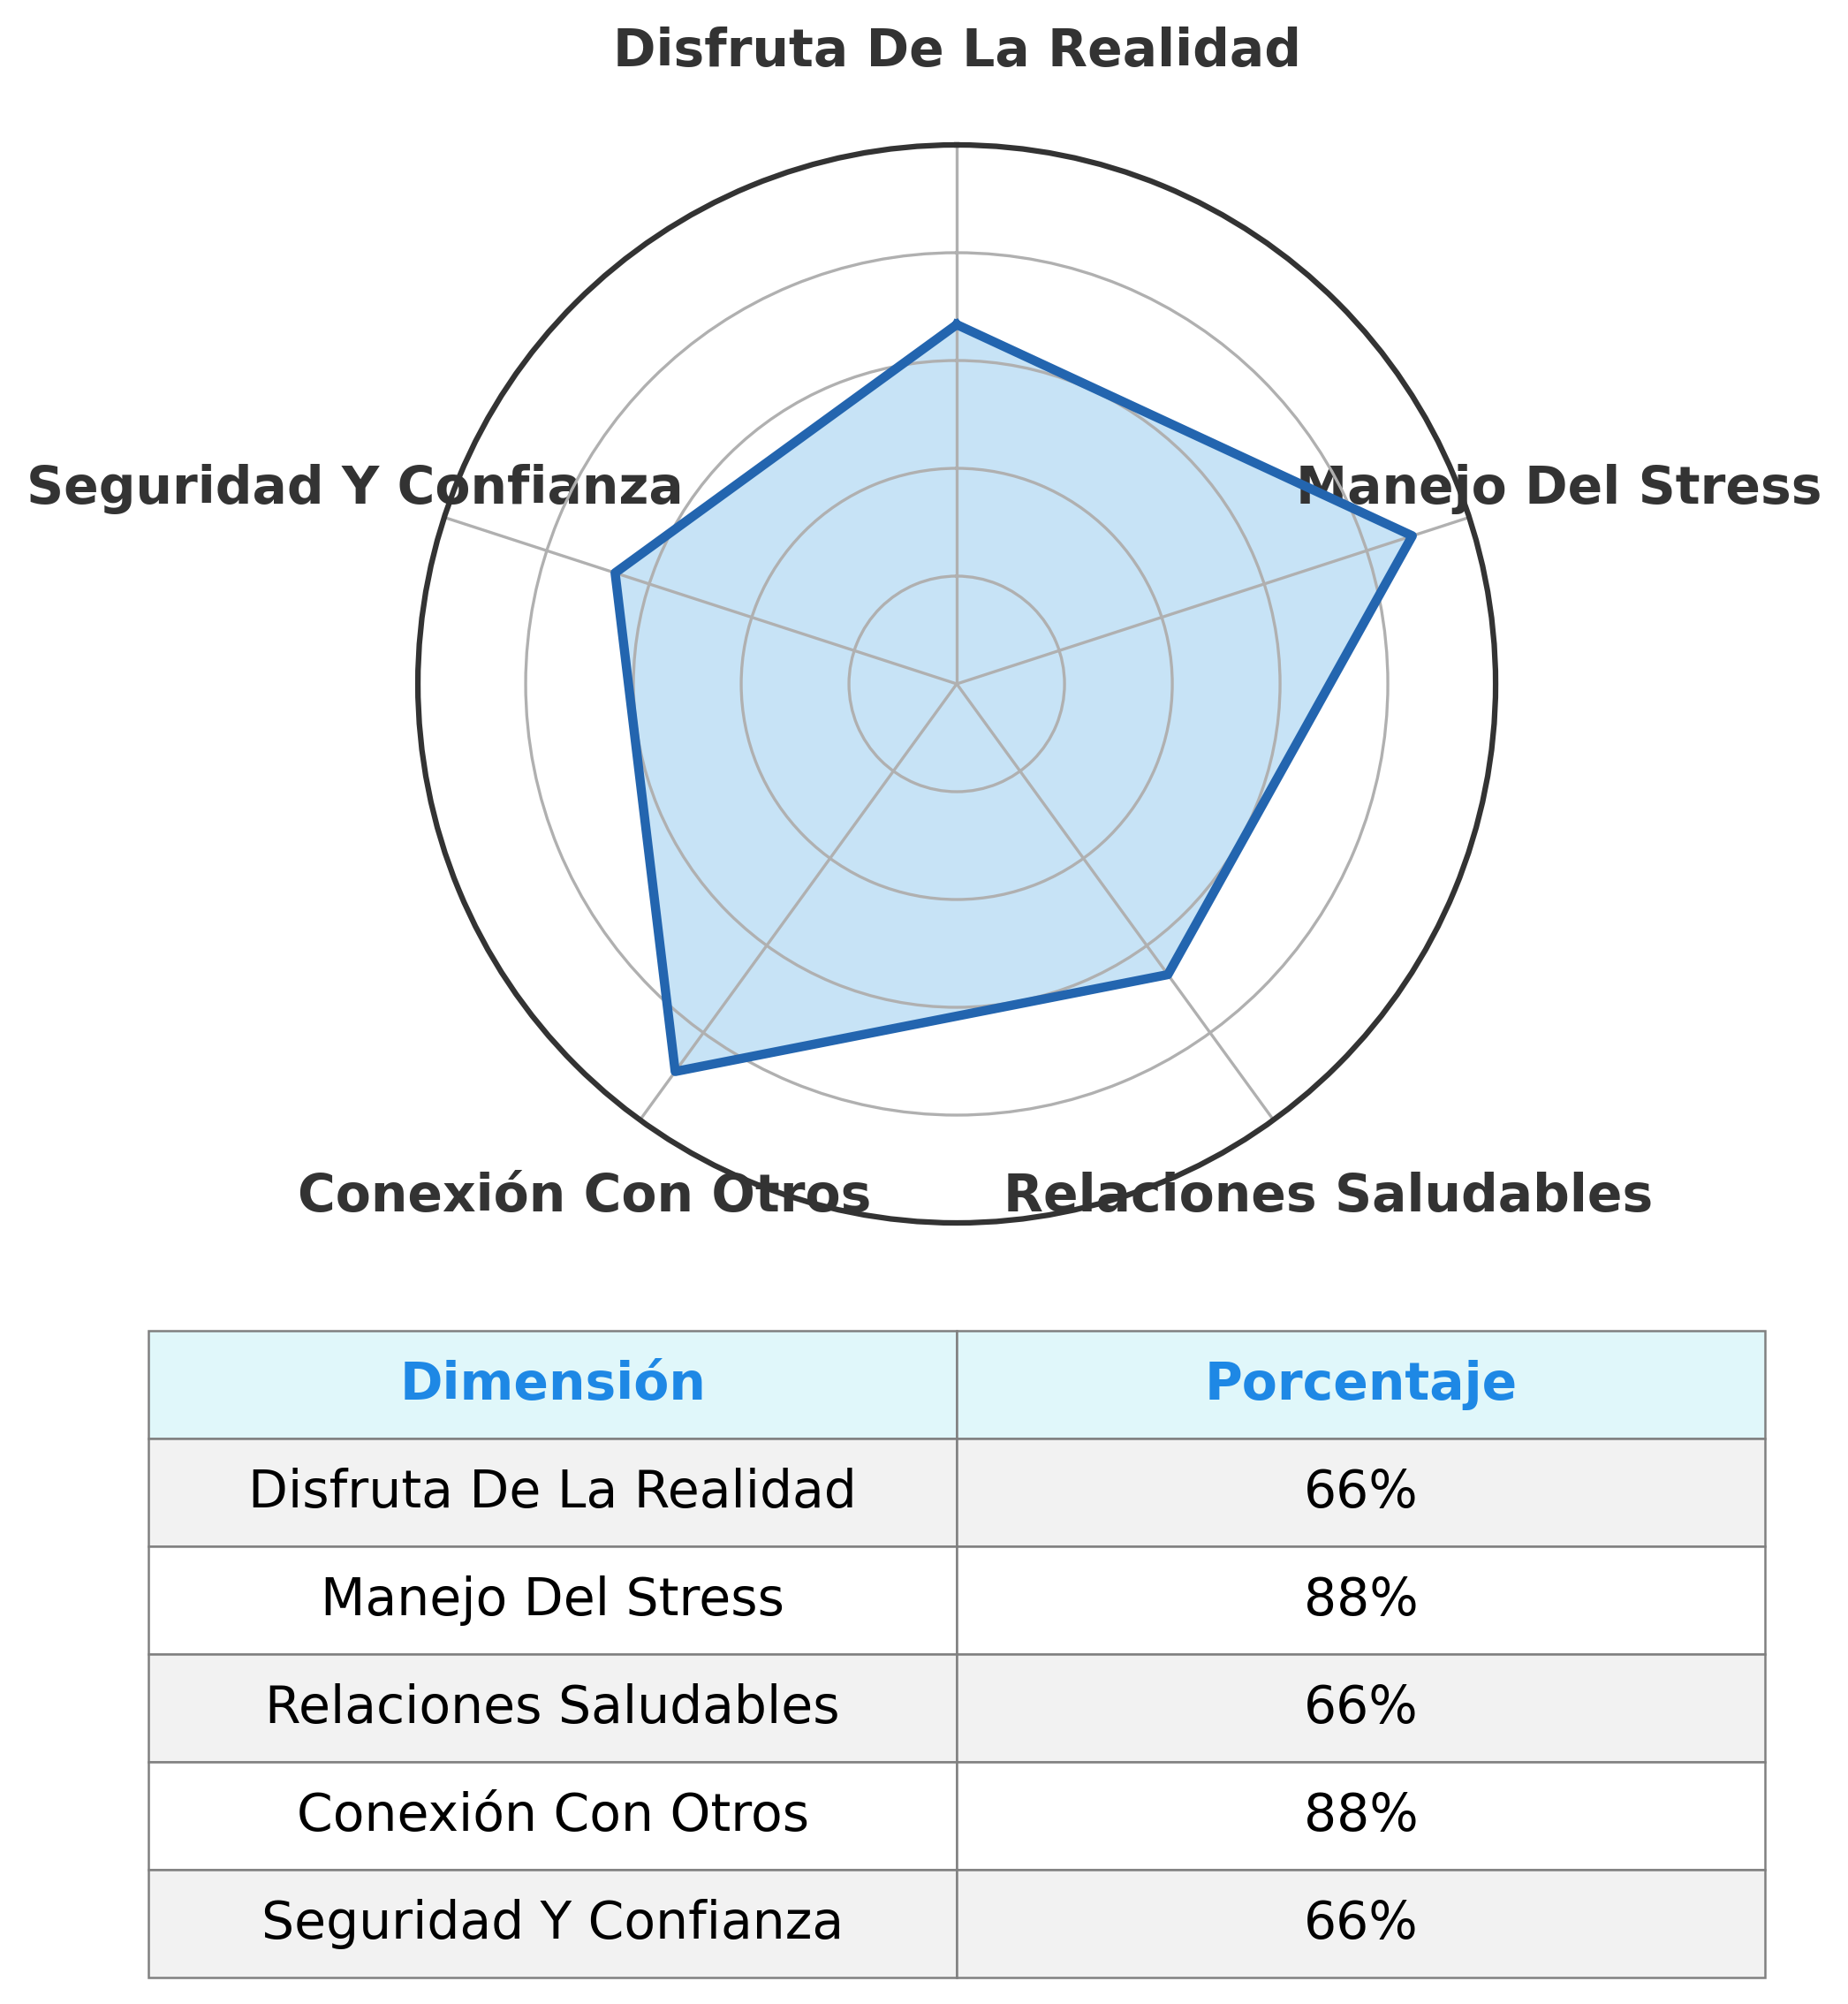 Disfruta De La Realidad
Seguridad Y Confianza
Manejo Del Stress
Conexión Con Otros
Relaciones Saludables
Dimensión Porcentaje
Disfruta De La Realidad 66%
Manejo Del Stress 88%
Relaciones Saludables 66%
Conexión Con Otros 88%
Seguridad Y Confianza 66%